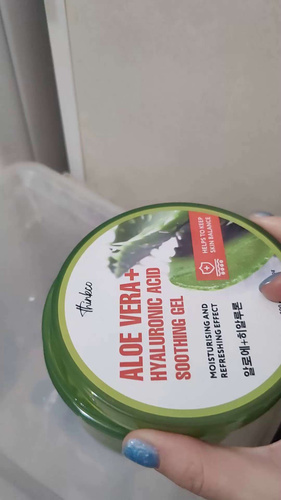 thinkco
ALOE VERA+
HYALURONIC ACID
SOOTHING GEL
MOISTURISING AND
REFRESHING EFFECT
알로에+히알루론
HELPS TO KEEP
SKIN BALANCE